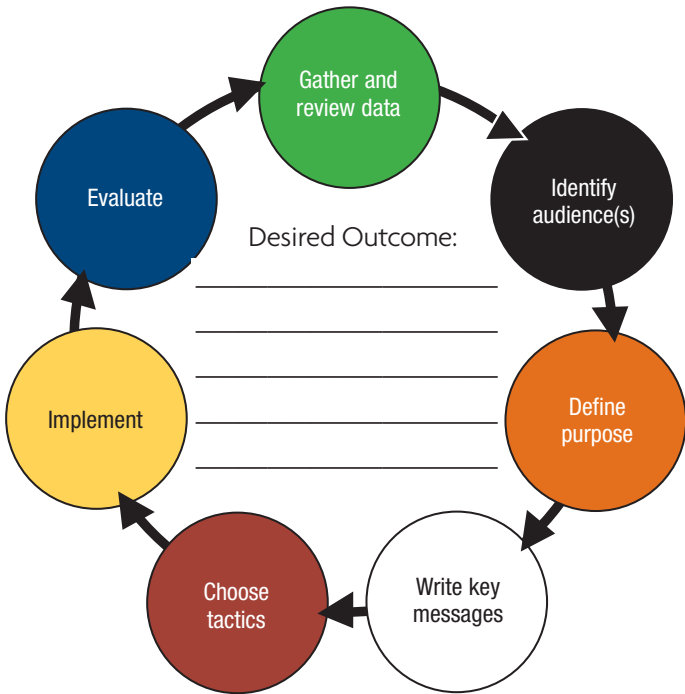 Gather and
review data
Identify
audience(s)
Define
purpose
Write key
messages
Choose
tactics
Implement
Evaluate
Desired Outcome: